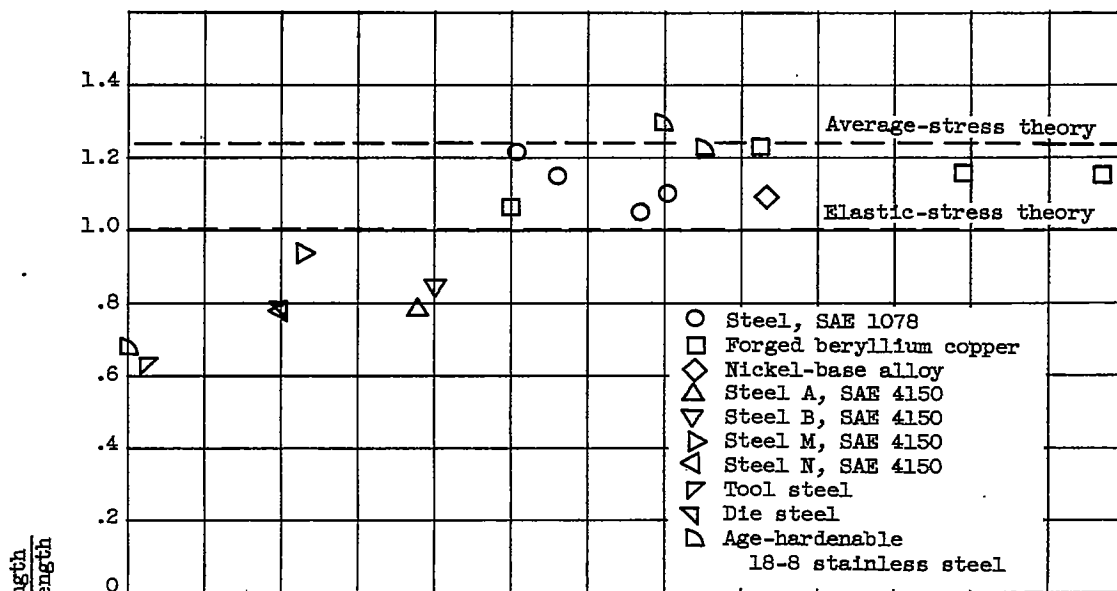 1.4
Average-stress theory
1.2
Elastic-stress theory
1.0
.8
Steel, SAE 1078
Forged beryllium copper
.6
Nickel-base alloy
Steel A, SAE 4150
Steel B, SAE 4150
.4
Steel M, SAE 4150
Steel N, SAE 4150
Tool steel
.2
Die steel
Age-hardenable
18-8 stainless steel
0